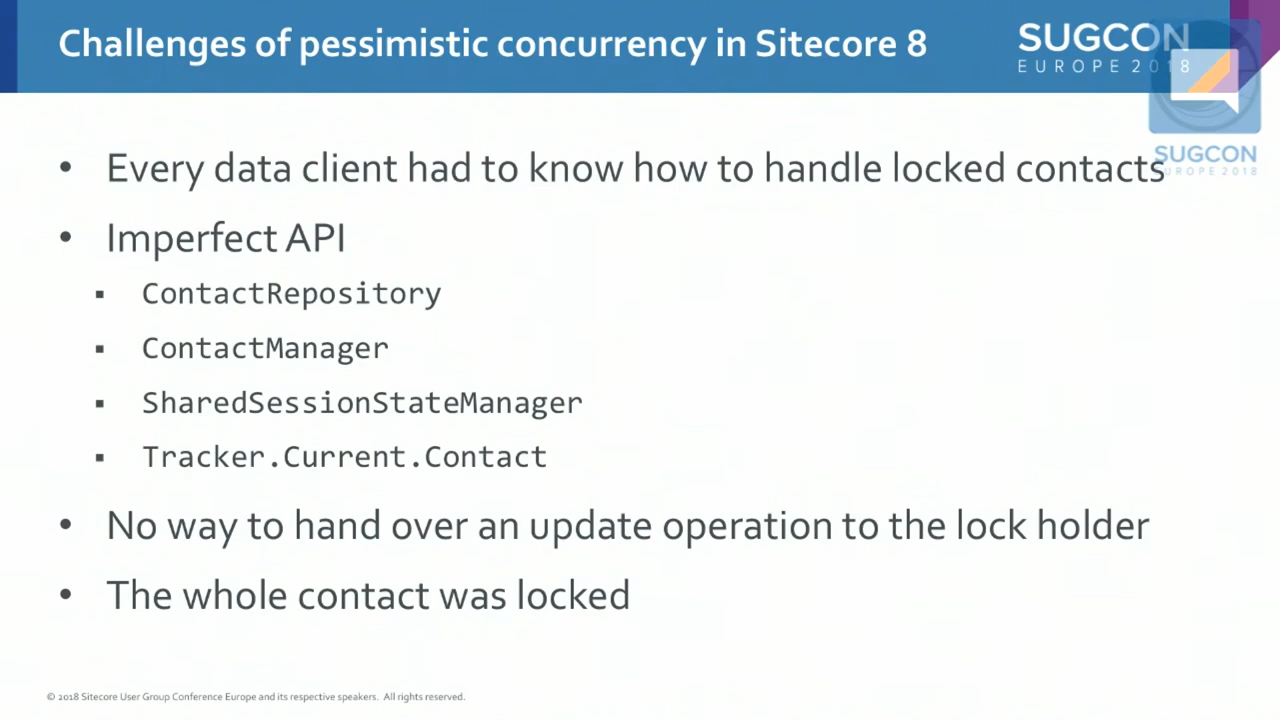 Challenges of pessimistic concurrency in Sitecore 8
SUGCON
EUROPE 2018
SUGCON
EUROPE 2018
• Every data client had to know how to handle locked contacts
• Imperfect API
▪ ContactRepository
▪ ContactManager
▪ SharedSessionStateManager
▪ Tracker.Current.Contact
• No way to hand over an update operation to the lock holder
• The whole contact was locked
© 2018 Sitecore User Group Conference Europe and its respective speakers. All rights reserved.